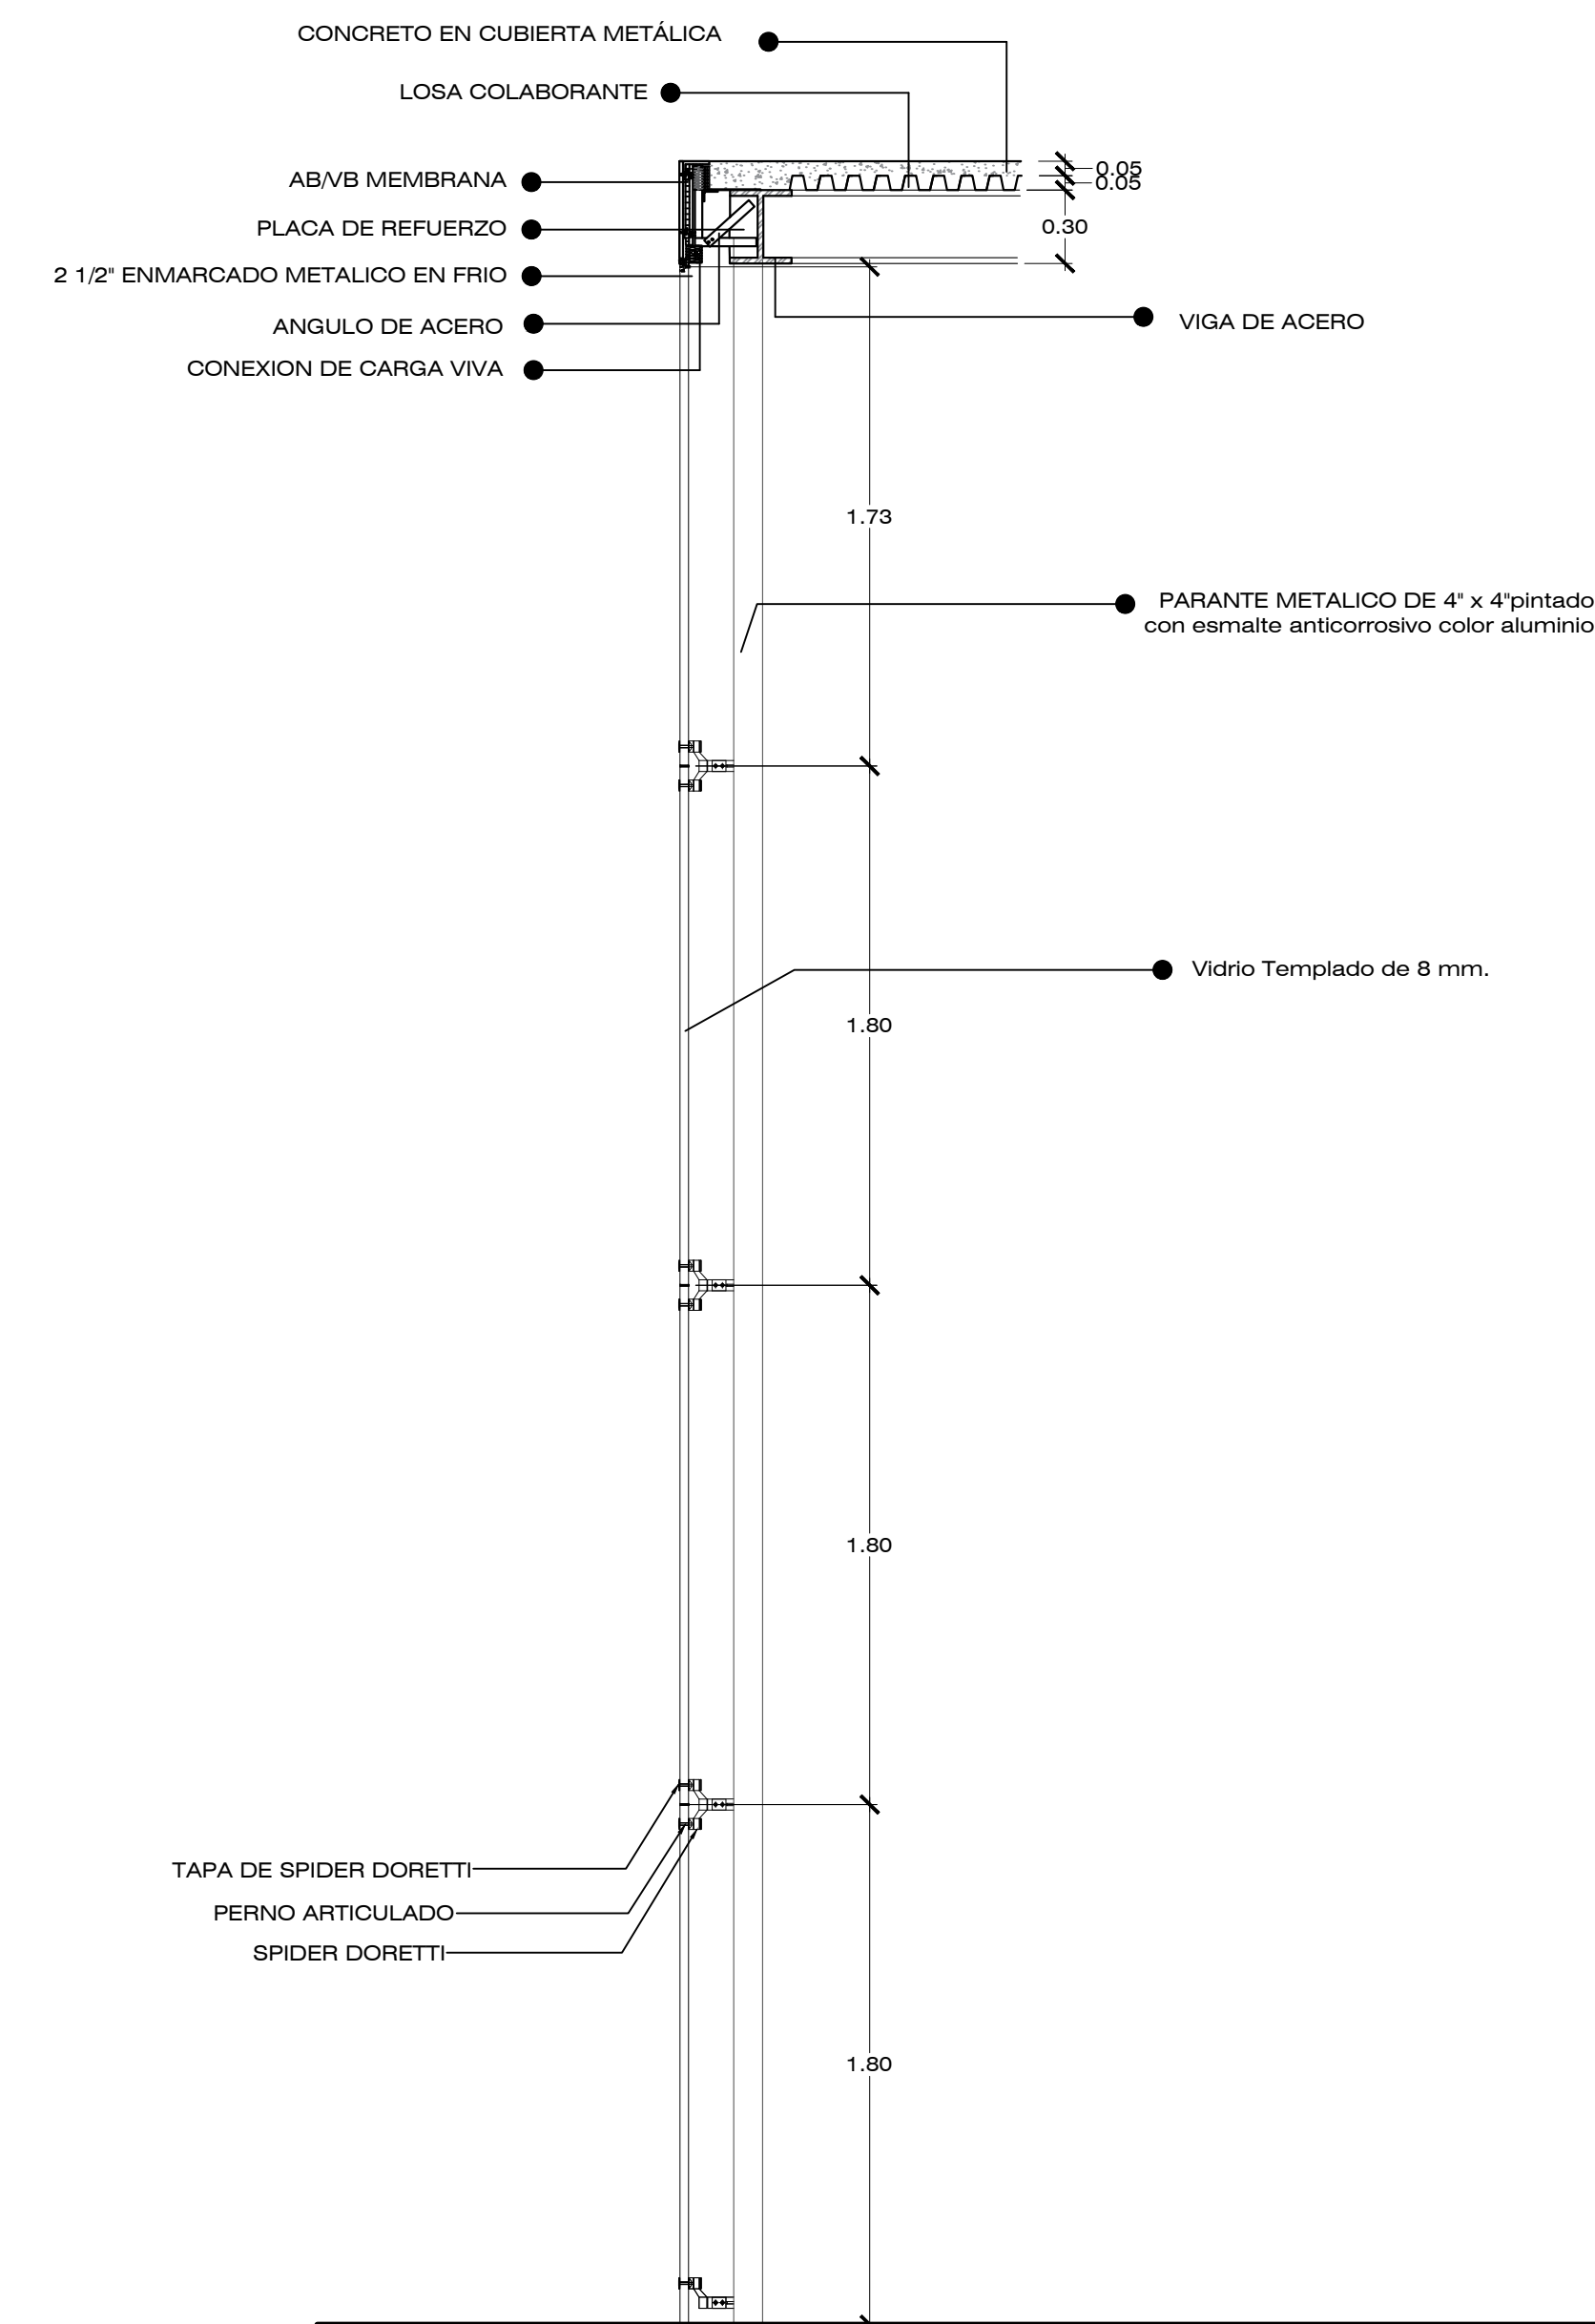 CONCRETO EN CUBIERTA METÁLICA
LOSA COLABORANTE
0.05
AB/VB MEMBRANA
0.05
PLACA DE REFUERZO
0.30
2 1/2" ENMARCADO METALICO EN FRIO
ANGULO DE ACERO
VIGA DE ACERO
CONEXION DE CARGA VIVA
1.73
PARANTE METALICO DE 4" x 4"pintado
con esmalte anticorrosivo color aluminio
Vidrio Templado de 8 mm.
1.80
1.80
TAPA DE SPIDER DORETTI
PERNO ARTICULADO
SPIDER DORETTI
1.80